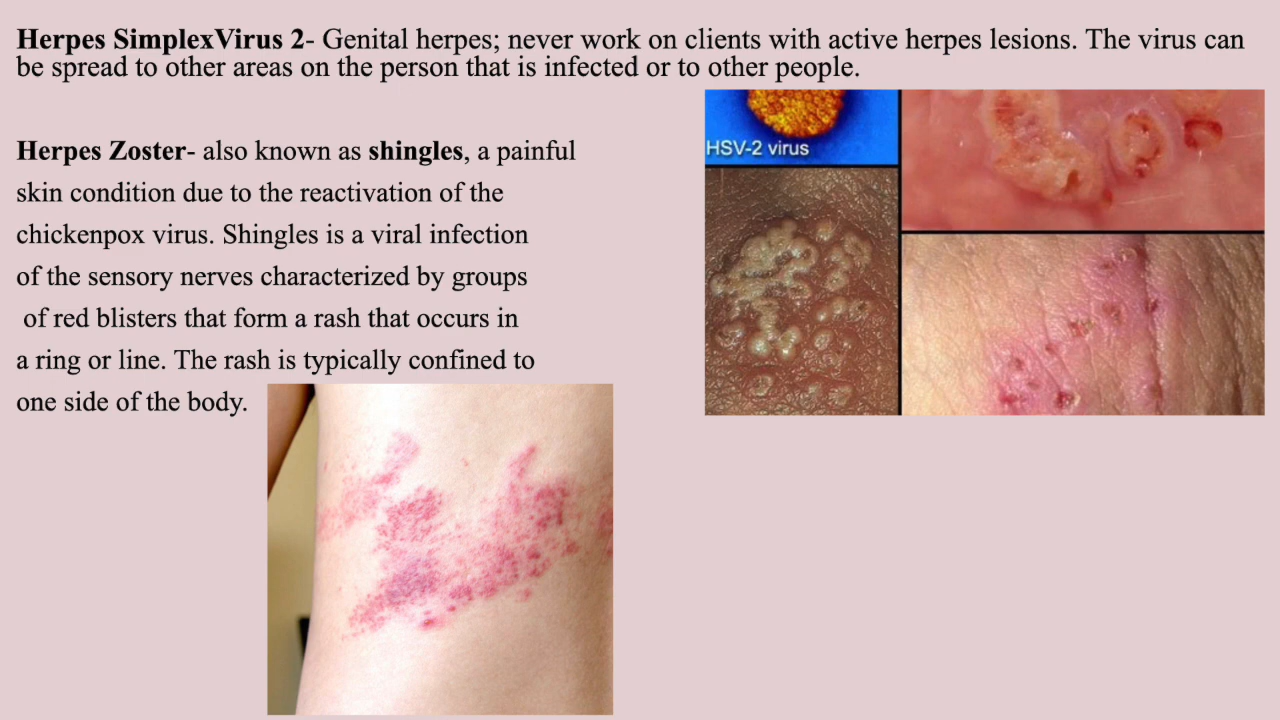 Herpes SimplexVirus 2- Genital herpes; never work on clients with active herpes lesions. The virus can
be spread to other areas on the person that is infected or to other people.
HSV-2 virus
Herpes Zoster- also known as shingles, a painful
skin condition due to the reactivation of the
chickenpox virus. Shingles is a viral infection
of the sensory nerves characterized by groups
of red blisters that form a rash that occurs in
a ring or line. The rash is typically confined to
one side of the body.